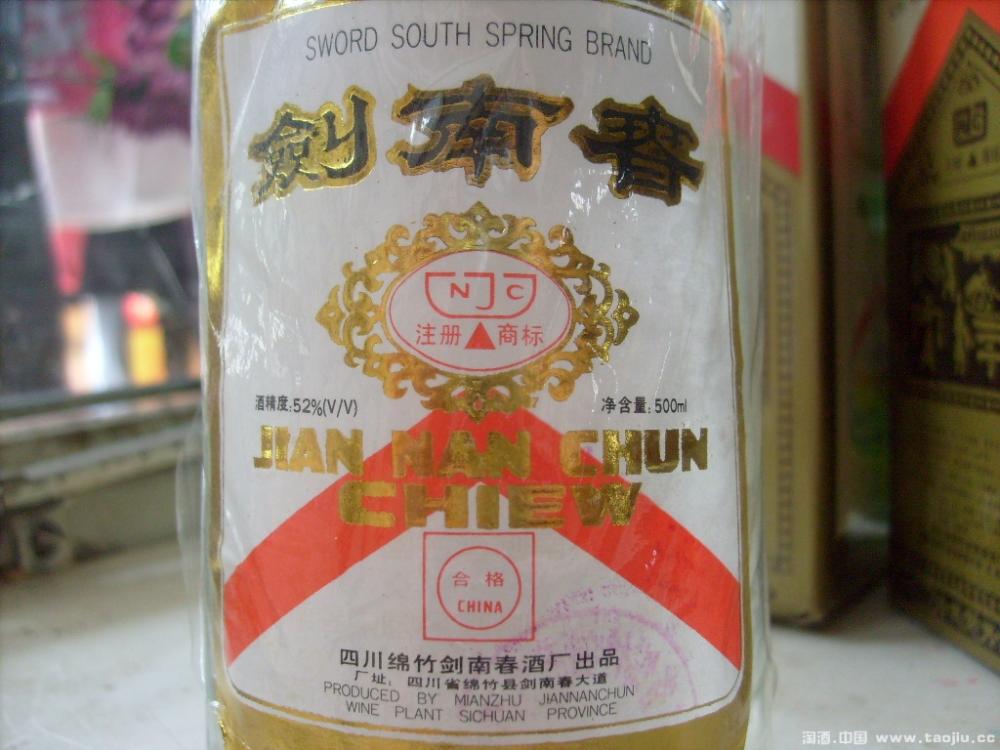 SWORD SOUTH SPRING BRAND
劍南春
NJC
注册 商标
酒精度:52%(V/V)
净含量:500ml
JIAN NAN CHUN
CHIEW
合格
CHINA
四川绵竹剑南春酒厂出品
厂址:四川省绵竹县剑南春大道
PRODUCED BY MIANZHU JIANNANCHUN
WINE PLANT SICHUAN PROVINCE
淘酒.中国 www.taojiu.cc